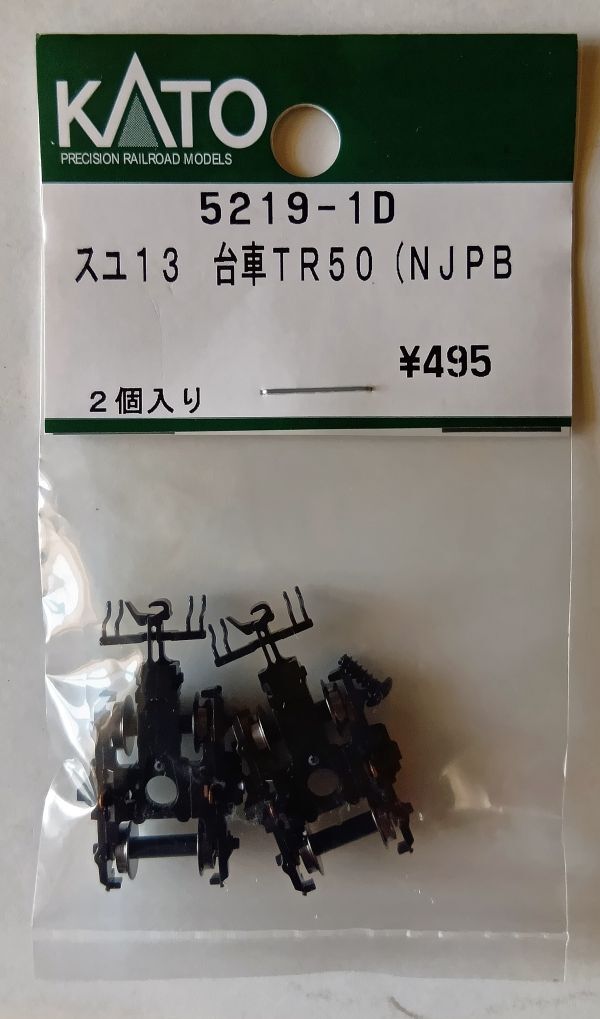 KATO
PRECISION RAILROAD MODELS
5219-1D
スユ13 台車TR50 (NJPB
¥495
2個入り